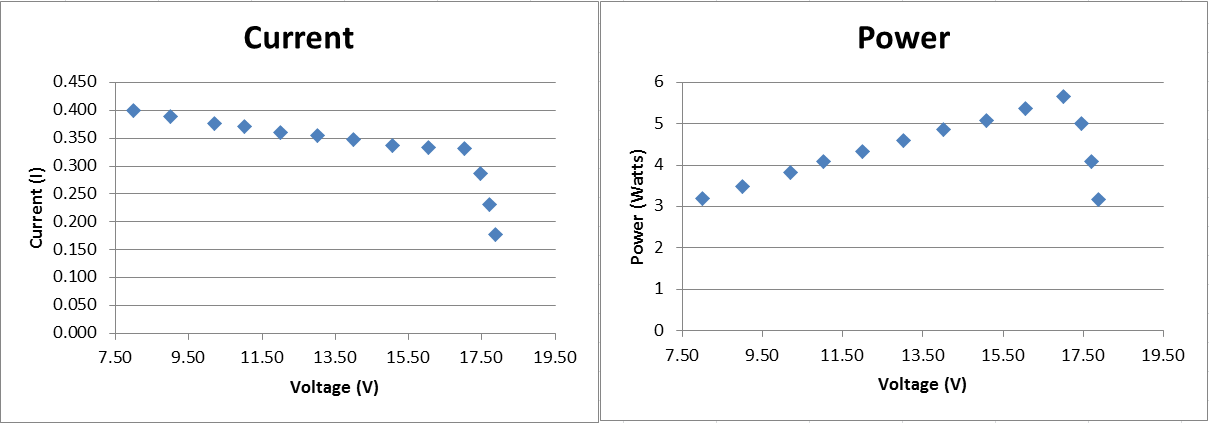 Current
0.450
0.400
0.350
0.300
0.250
0.200
0.150
0.100
0.050
0.000
Current (I)
7.50 9.50 11.50 13.50 15.50 17.50 19.50
Voltage (V)
Power
6
5
4
3
2
1
0
Power (Watts)
7.50 9.50 11.50 13.50 15.50 17.50 19.50
Voltage (V)